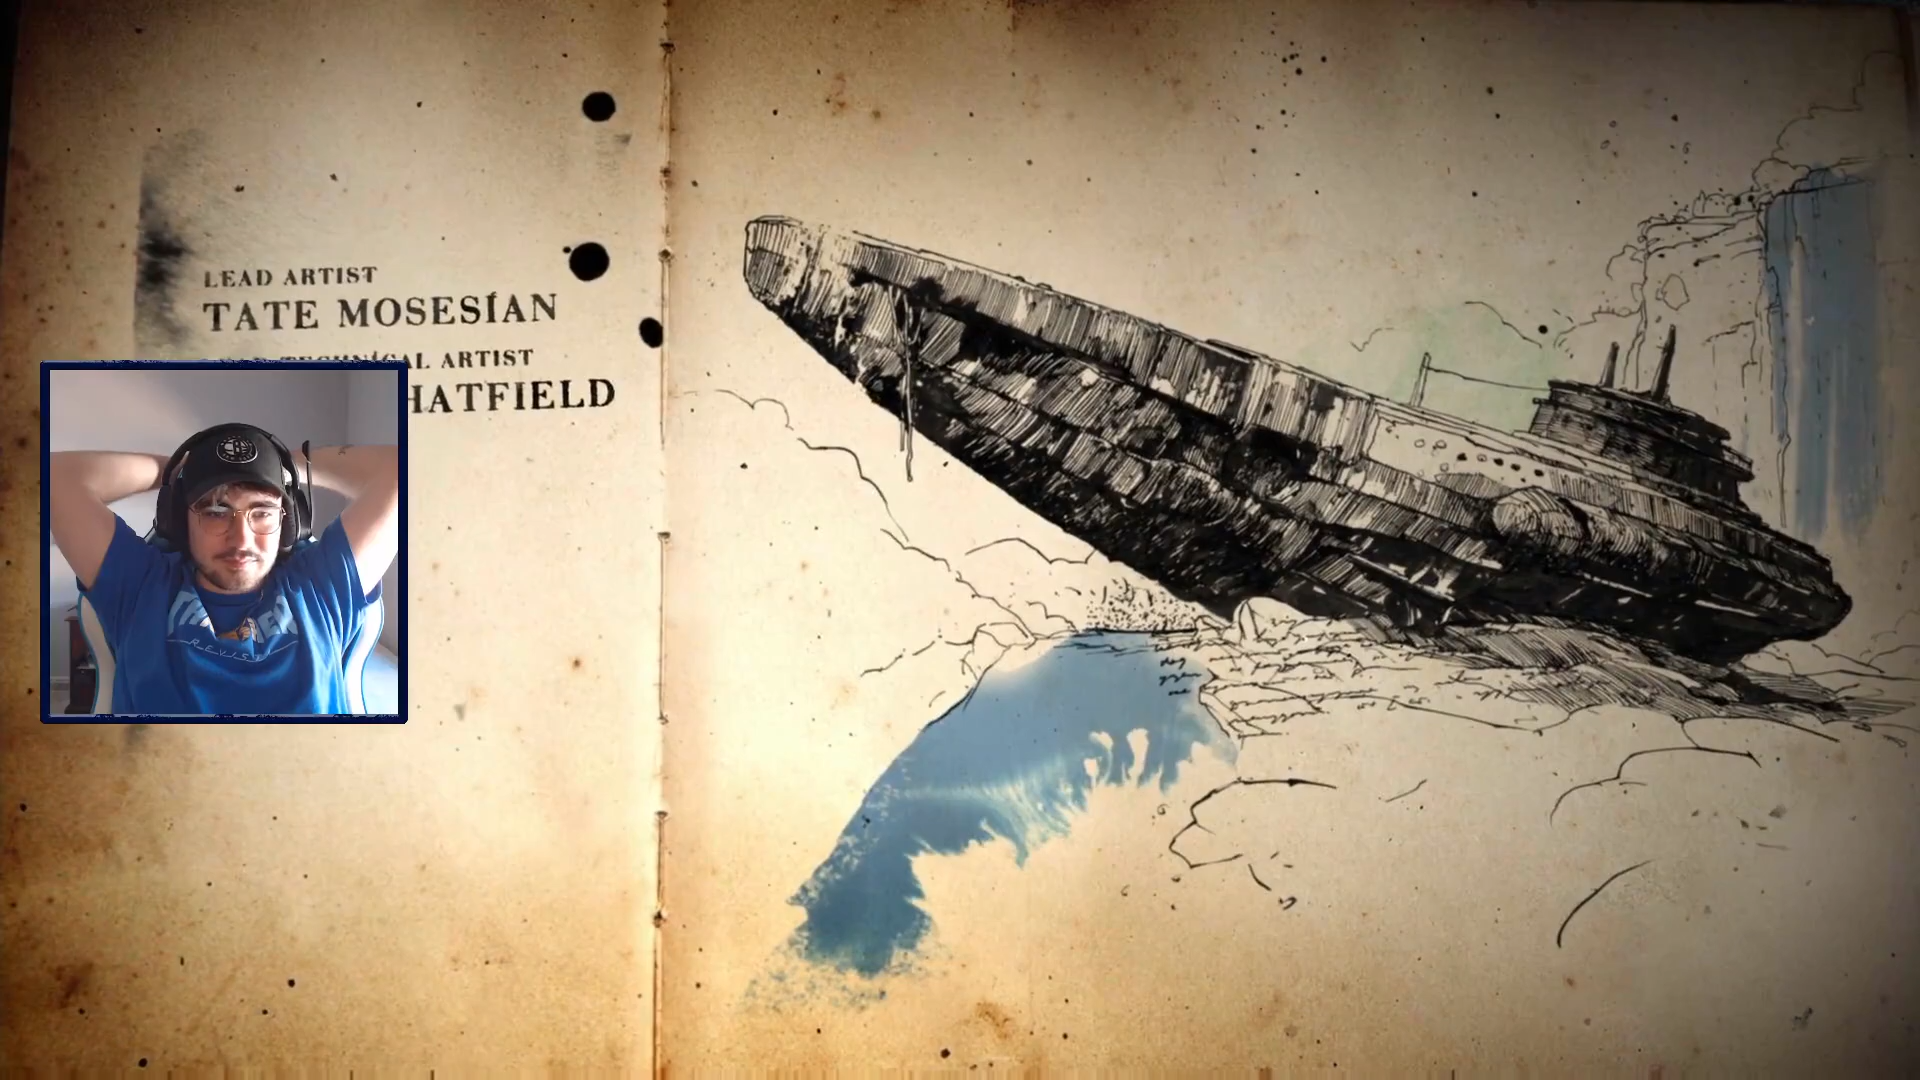 LEAD ARTIST
TATE MOSESIAN
TECHNICAL ARTIST
HATFIELD